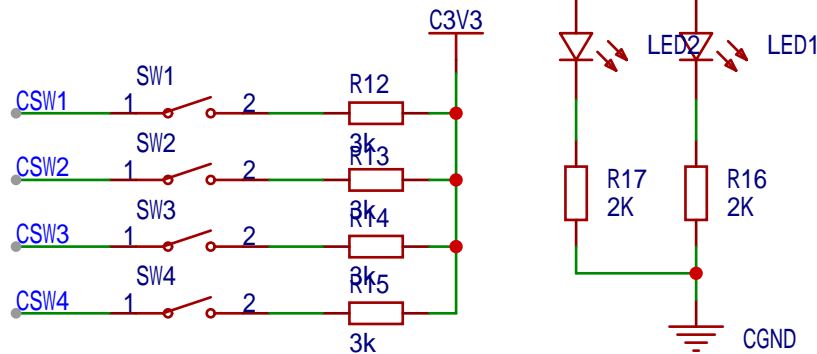 C3V3
LED2
LED1
SW1
R12
CSW1
1
2
3k
SW2
R13
CSW2
1
2
3k
SW3
R14
CSW3
1
2
3k
SW4
R15
CSW4
1
2
3k
R17
2K
R16
2K
CGND